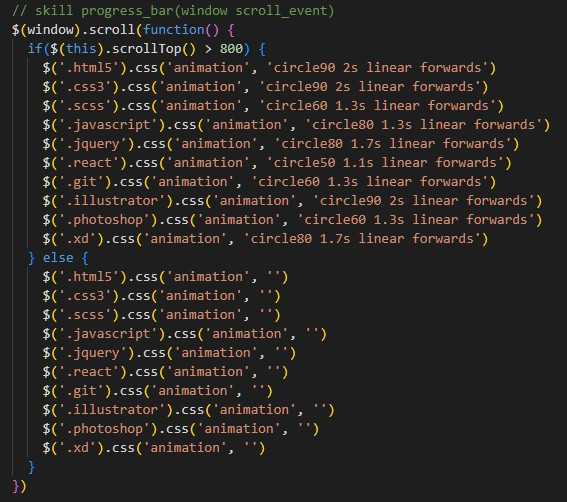 // skill progress_bar(window scroll_event)
$(window).scroll(function() {
if($(this).scrollTop() > 800) {
$('.html5').css('animation', 'circle90 2s linear forwards')
$('.css3').css('animation', 'circle90 2s linear forwards')
$('.scss').css('animation', 'circle60 1.3s linear forwards')
$('.javascript').css('animation', 'circle80 1.3s linear forwards')
$('.jquery').css('animation', 'circle80 1.7s linear forwards')
$('.react').css('animation', 'circle50 1.1s linear forwards')
$('.git').css('animation', 'circle60 1.3s linear forwards')
$('.illustrator').css('animation', 'circle90 2s linear forwards')
$('.photoshop').css('animation', 'circle60 1.3s linear forwards')
$('.xd').css('animation', 'circle80 1.7s linear forwards')
} else {
$('.html5').css('animation', '')
$('.css3').css('animation', '')
$('.scss').css('animation', '')
$('.javascript').css('animation', '')
$('.jquery').css('animation', '')
$('.react').css('animation', '')
$('.git').css('animation', '')
$('.illustrator').css('animation', '')
$('.photoshop').css('animation', '')
$('.xd').css('animation', '')
}
})